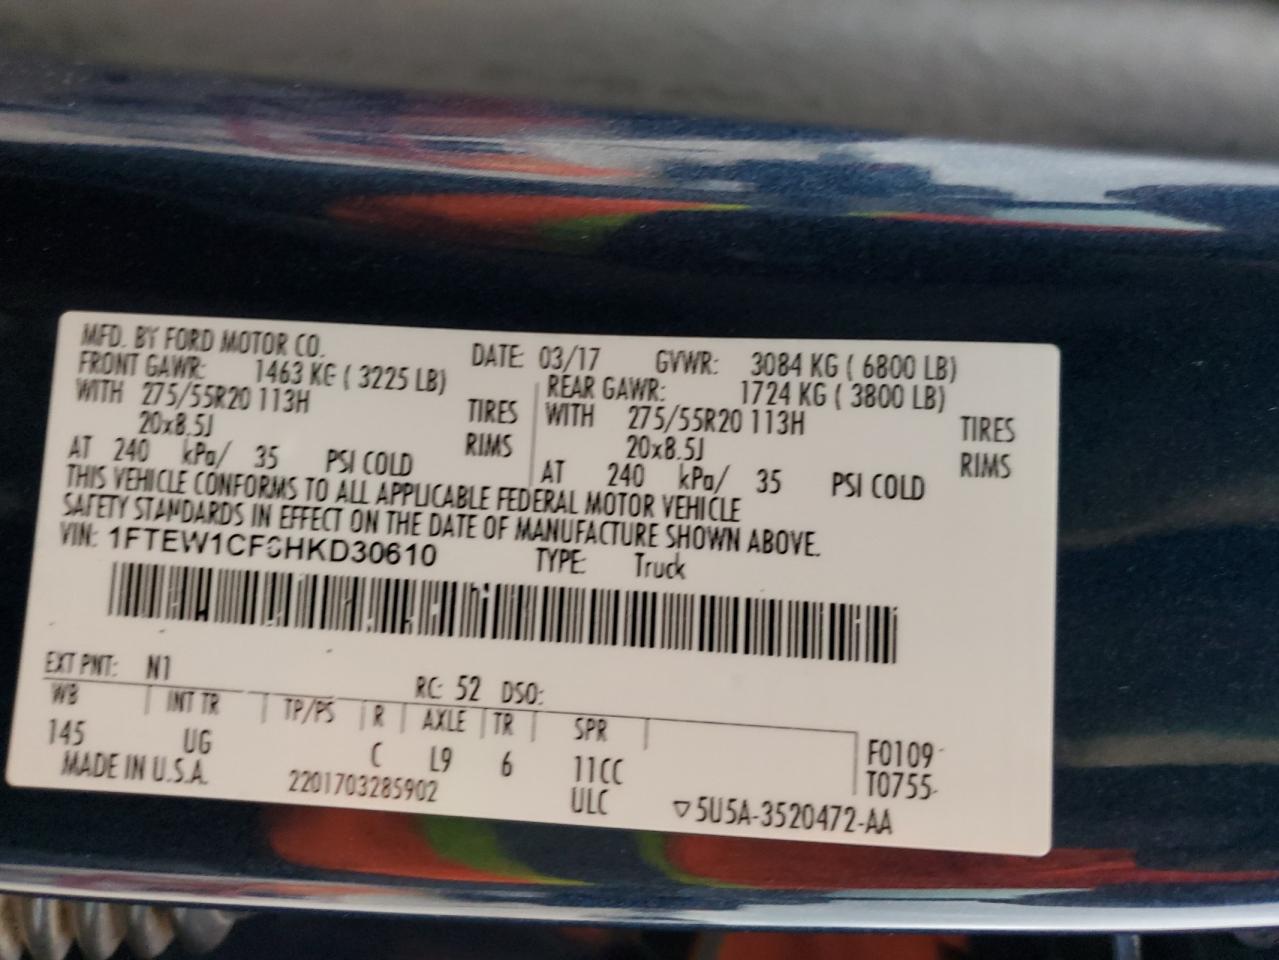 MFD. BY FORD MOTOR CO.
DATE: 03/17 GVWR: 3084 KG ( 6800 LB)
FRONT GAWR: 1463 KG ( 3225 LB)
WITH 275/55R20 113H TIRES
20x8.5J RIMS
AT 240 kPa/ 35 PSI COLD
REAR GAWR: 1724 KG ( 3800 LB)
WITH 275/55R20 113H TIRES
20x8.5J RIMS
AT 240 kPa/ 35 PSI COLD
THIS VEHICLE CONFORMS TO ALL APPLICABLE FEDERAL MOTOR VEHICLE
SAFETY STANDARDS IN EFFECT ON THE DATE OF MANUFACTURE SHOWN ABOVE.
VIN: 1FTEW1CF6HKD30610 TYPE: Truck
EXT PNT: N1 RC: 52 DSO:
WB INT TR TP/PS R AXLE TR SPR
145 UG C L9 6 11CC F0109
MADE IN U.S.A. 2201703285902 ULC T0755
▽5U5A-3520472-AA